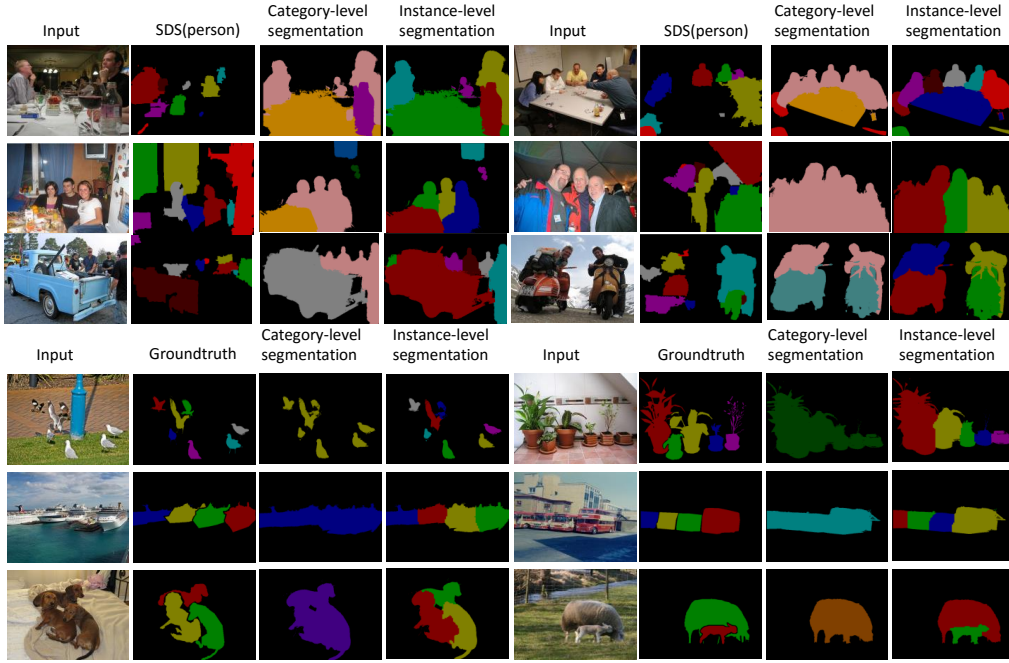 Input
SDS(person)
Category-level
segmentation
Instance-level
segmentation
Input
SDS(person)
Category-level
segmentation
Instance-level
segmentation
Input
Groundtruth
Category-level
segmentation
Instance-level
segmentation
Input
Groundtruth
Category-level
segmentation
Instance-level
segmentation